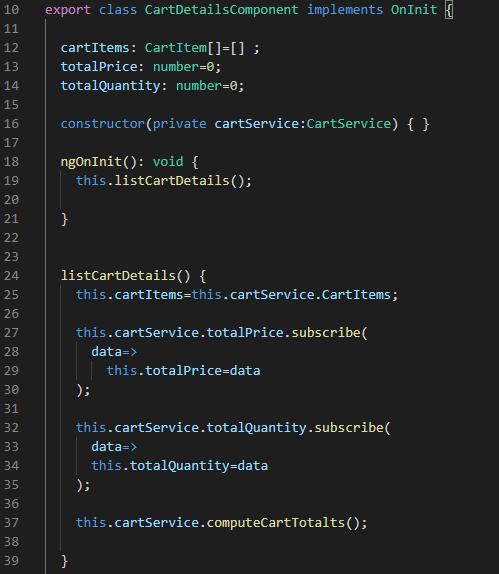 10 export class CartDetailsComponent implements OnInit {
11
12 cartItems: CartItem[]=[] ;
13 totalPrice: number=0;
14 totalQuantity: number=0;
15
16 constructor(private cartService:CartService) { }
17
18 ngOnInit(): void {
19 this.listCartDetails();
20
21 }
22
23
24 listCartDetails() {
25 this.cartItems=this.cartService.CartItems;
26
27 this.cartService.totalPrice.subscribe(
28 data=>
29 this.totalPrice=data
30 );
31
32 this.cartService.totalQuantity.subscribe(
33 data=>
34 this.totalQuantity=data
35 );
36
37 this.cartService.computeCartTotalts();
38
39 }